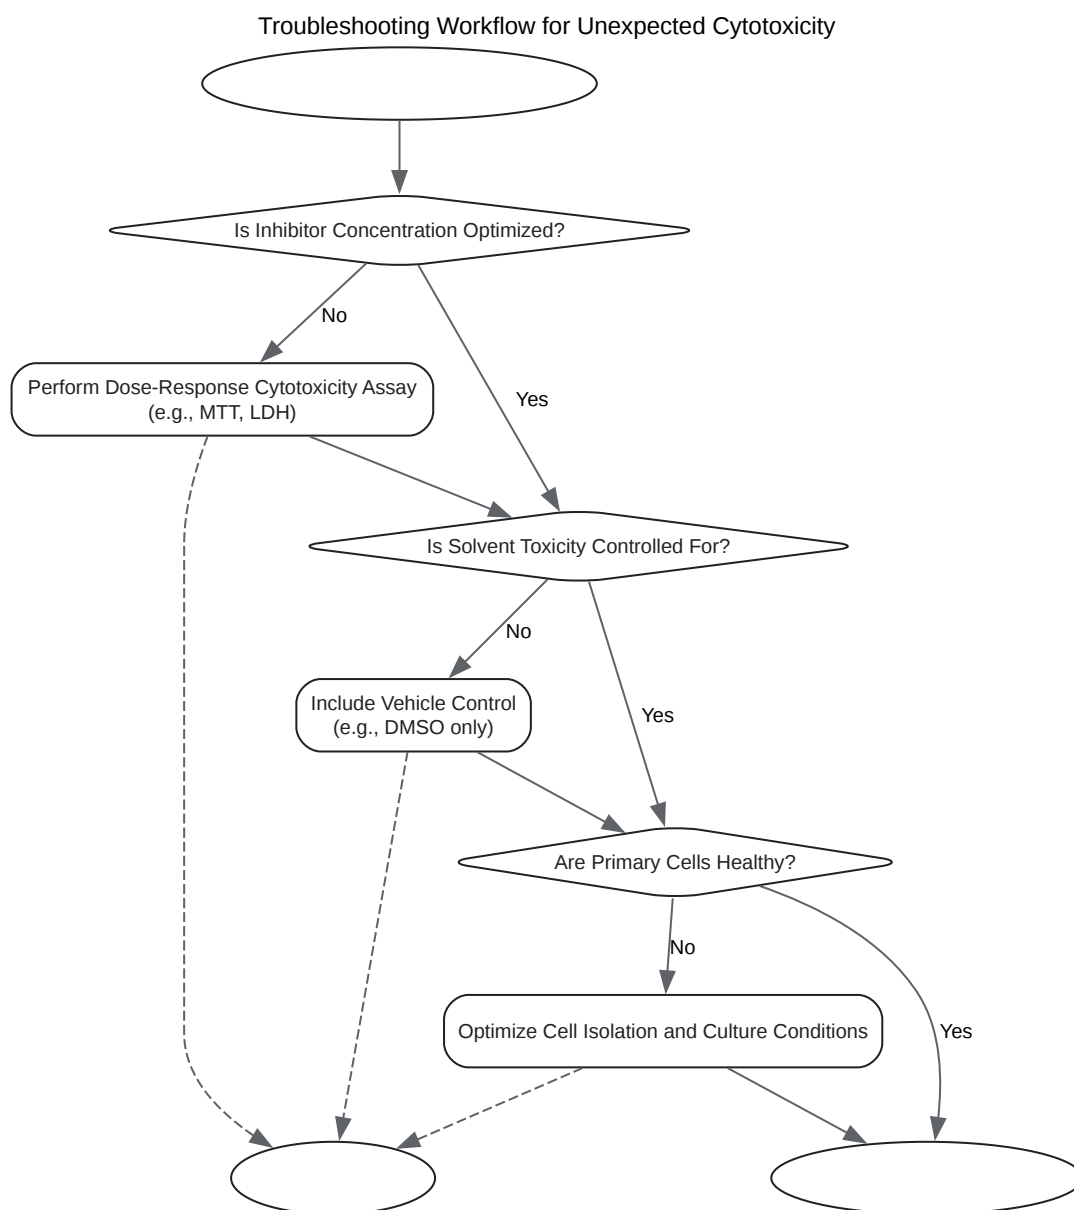 Troubleshooting Workflow for Unexpected Cytotoxicity
Is Inhibitor Concentration Optimized?
No
Perform Dose-Response Cytotoxicity Assay
(e.g., MTT, LDH)
Yes
Is Solvent Toxicity Controlled For?
No
Include Vehicle Control
(e., DMSO only)
Yes
Are Primary Cells Healthy?
No
Optimize Cell Isolation and Culture Conditions
Yes